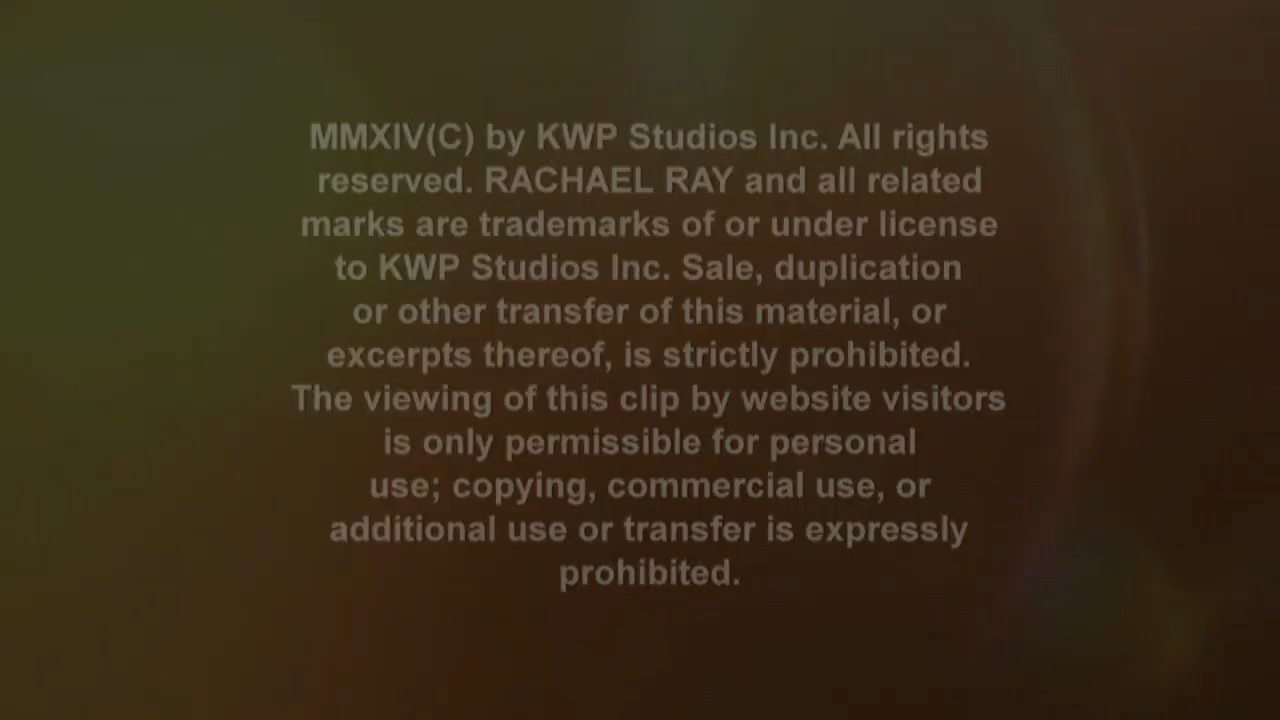 MMXIV(C) by KWP Studios Inc. All rights
reserved. RACHAEL RAY and all related
marks are trademarks of or under license
to KWP Studios Inc. Sale, duplication
or other transfer of this material, or
excerpts thereof, is strictly prohibited.
The viewing of this clip by website visitors
is only permissible for personal
use; copying, commercial use, or
additional use or transfer is expressly
prohibited.